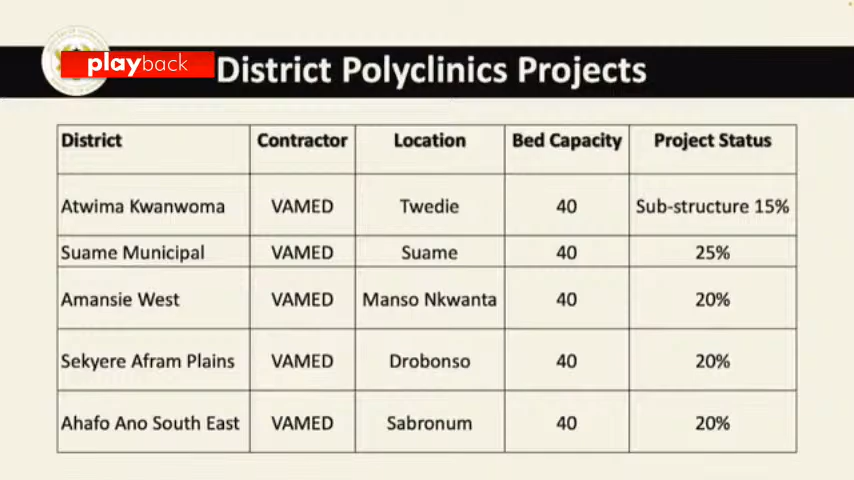 playback
District Polyclinics Projects
District Contractor Location Bed Capacity Project Status
Atwima Kwanwoma VAMED Twedie 40 Sub-structure 15%
Suame Municipal VAMED Suame 40 25%
Amansie West VAMED Manso Nkwanta 40 20%
Sekyere Afram Plains VAMED Drobonso 40 20%
Ahafo Ano South East VAMED Sabronum 40 20%